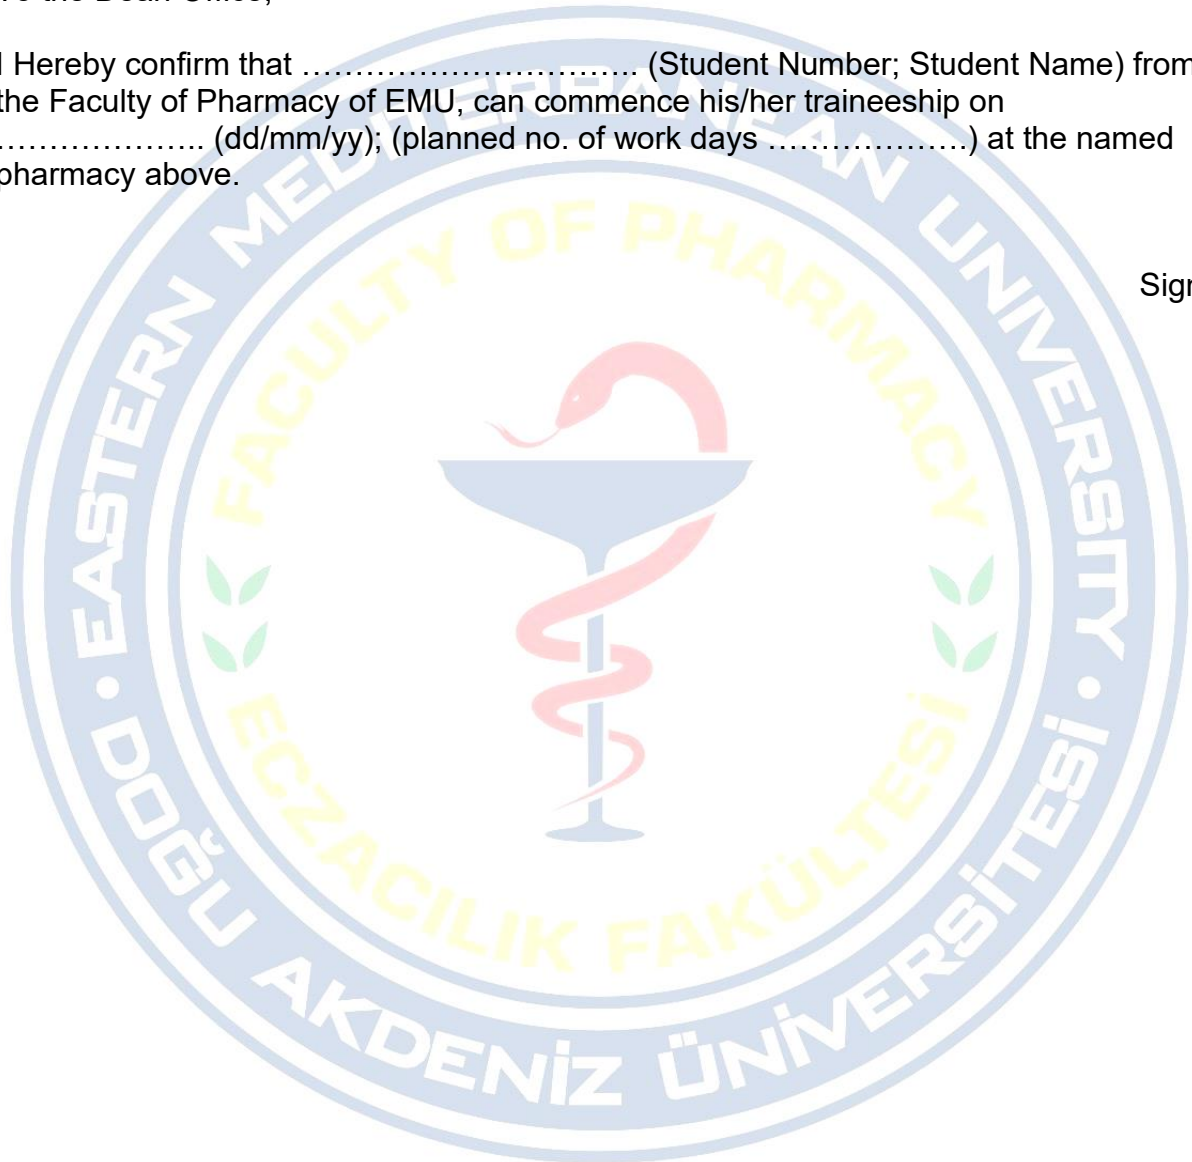 I Hereby confirm that ………………………….. (Student Number; Student Name) from
the Faculty of Pharmacy of EMU, can commence his/her traineeship on
……………….. (dd/mm/yy); (planned no. of work days ……………….) at the named
pharmacy above.
EASTERN MEDITERRANEAN UNIVERSITY
FACULTY OF PHARMACY
ECZACILIK FAKÜLTESİ
DOĞU AKDENİZ ÜNİVERSİTESİ